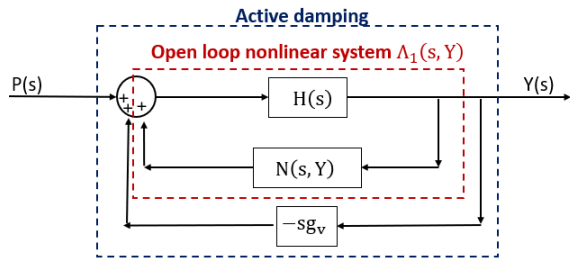 Active damping
Open loop nonlinear system Λ₁(s, Y)
P(s)
Y(s)
+
+
+
H(s)
N(s, Y)
−sgᵥ